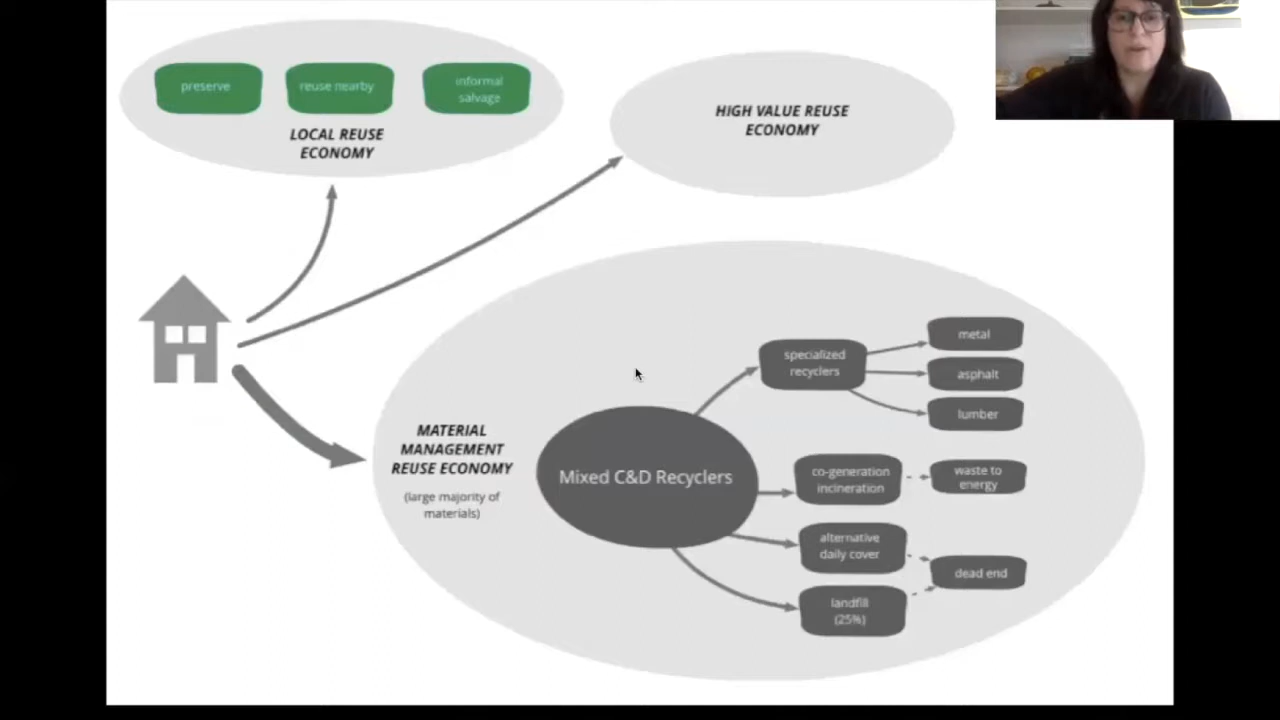 preserve
reuse nearby
informal
salvage
LOCAL REUSE
ECONOMY
HIGH VALUE REUSE
ECONOMY
MATERIAL
MANAGEMENT
REUSE ECONOMY
(large majority of
materials)
Mixed C&D Recyclers
specialized
recyclers
metal
asphalt
lumber
co-generation
incineration
waste to
energy
alternative
daily cover
dead end
landfill
(25%)